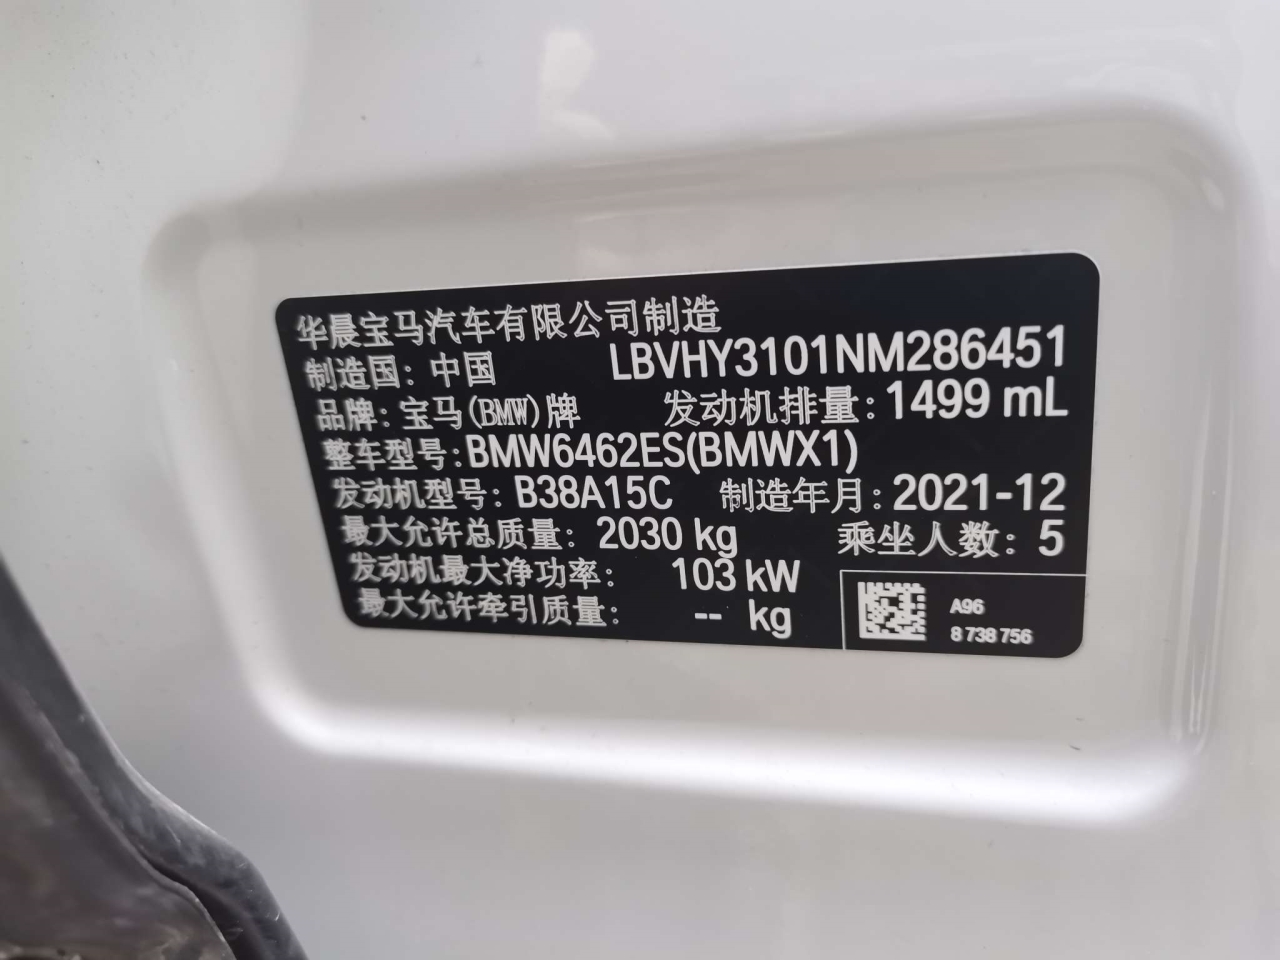 华晨宝马汽车有限公司制造
制造国：中国 LBVHY3101NM286451
品牌：宝马(BMW)牌 发动机排量：1499 mL
整车型号：BMW6462ES(BMWX1)
发动机型号：B38A15C 制造年月：2021-12
最大允许总质量：2030 kg 乘坐人数：5
发动机最大净功率：103 kW
最大允许牵引质量：-- kg
A96
8 738 756